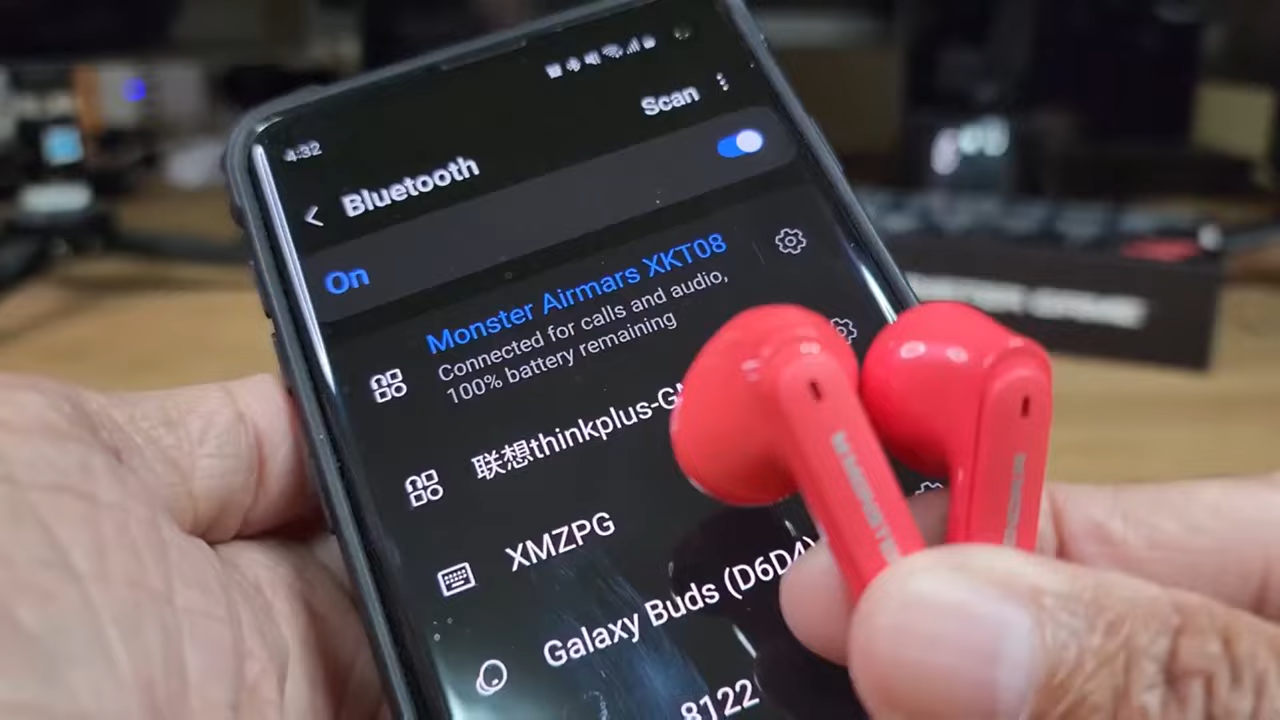 4:32
Scan
Bluetooth
On
Monster Airmars XKT08
Connected for calls and audio,
100% battery remaining
联想thinkplus-G
XMZPG
Galaxy Buds (D6D4)
8122
MONSTER